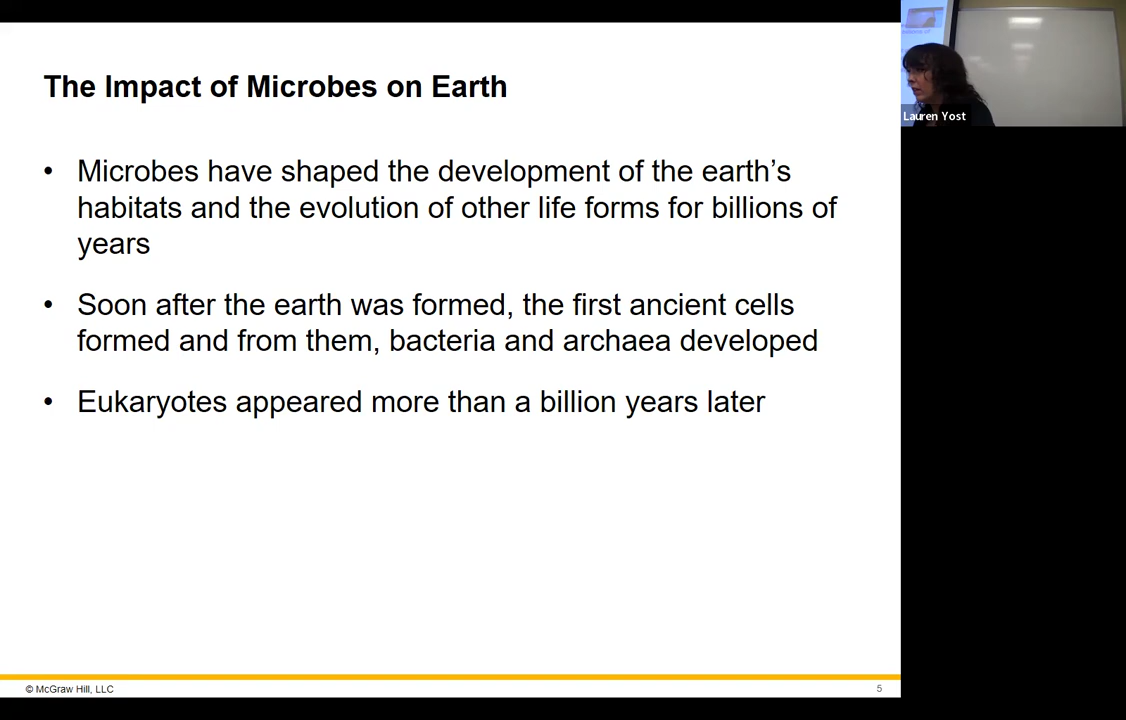 The Impact of Microbes on Earth
• Microbes have shaped the development of the earth’s
habitats and the evolution of other life forms for billions of
years
• Soon after the earth was formed, the first ancient cells
formed and from them, bacteria and archaea developed
• Eukaryotes appeared more than a billion years later
© McGraw Hill, LLC
5
Lauren Yost